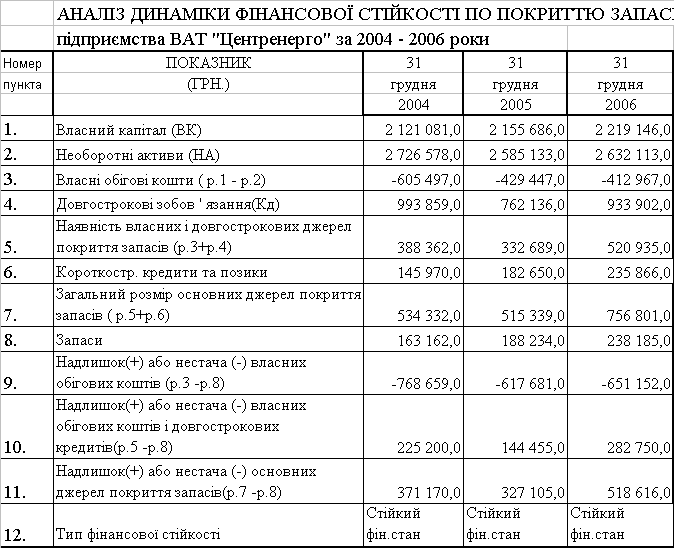 АНАЛІЗ ДИНАМІКИ ФІНАНСОВОЇ СТІЙКОСТІ ПО ПОКРИТТЮ ЗАПАСІ
підприємства ВАТ "Центренерго" за 2004 - 2006 роки
Номер ПОКАЗНИК 31 31 31
пункта (ГРН.) грудня грудня грудня
2004 2005 2006
1. Власний капітал (ВК) 2 121 081,0 2 155 686,0 2 219 146,0
2. Необоротні активи (НА) 2 726 578,0 2 585 133,0 2 632 113,0
3. Власні обігові кошти ( р.1 - р.2) -605 497,0 -429 447,0 -412 967,0
4. Довгострокові зобов ' язання(Кд) 993 859,0 762 136,0 933 902,0
Наявність власних і довгострокових джерел
5. покриття запасів (р.3+р.4) 388 362,0 332 689,0 520 935,0
6. Короткостр. кредити та позики 145 970,0 182 650,0 235 866,0
Загальний розмір основних джерел покриття
7. запасів ( р.5+р.6) 534 332,0 515 339,0 756 801,0
8. Запаси 163 162,0 188 234,0 238 185,0
Надлишок(+) або нестача (-) власних
9. обігових коштів (р.3 -р.8) -768 659,0 -617 681,0 -651 152,0
Надлишок(+) або нестача (-) власних
обігових коштів і довгострокових
10. кредитів(р.5 -р.8) 225 200,0 144 455,0 282 750,0
Надлишок(+) або нестача (-) основних
11. джерел покриття запасів(р.7 -р.8) 371 170,0 327 105,0 518 616,0
Стійкий Стійкий Стійкий
12. Тип фінансової стійкості фін.стан фін.стан фін.стан